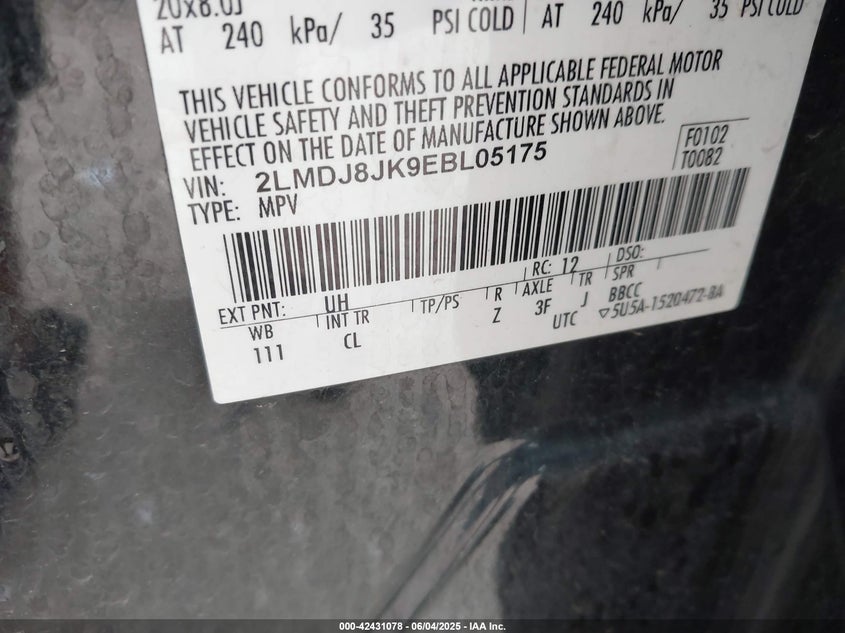 20x8.0J
AT 240 kPa/ 35 PSI COLD AT 240 kPa/ 35 PSI COLD
THIS VEHICLE CONFORMS TO ALL APPLICABLE FEDERAL MOTOR
VEHICLE SAFETY AND THEFT PREVENTION STANDARDS IN
EFFECT ON THE DATE OF MANUFACTURE SHOWN ABOVE.
F0102
VIN: 2LMDJ8JK9EBL05175
T0082
TYPE: MPV
EXT PNT: UH RC: 12 DSO:
WB INT TR TP/PS R AXLE TR SPR
111 CL Z 3F J BBCC
UTC ▽5U5A-1520472-BA
000-42431078 | 06/04/2025 | IAA Inc.